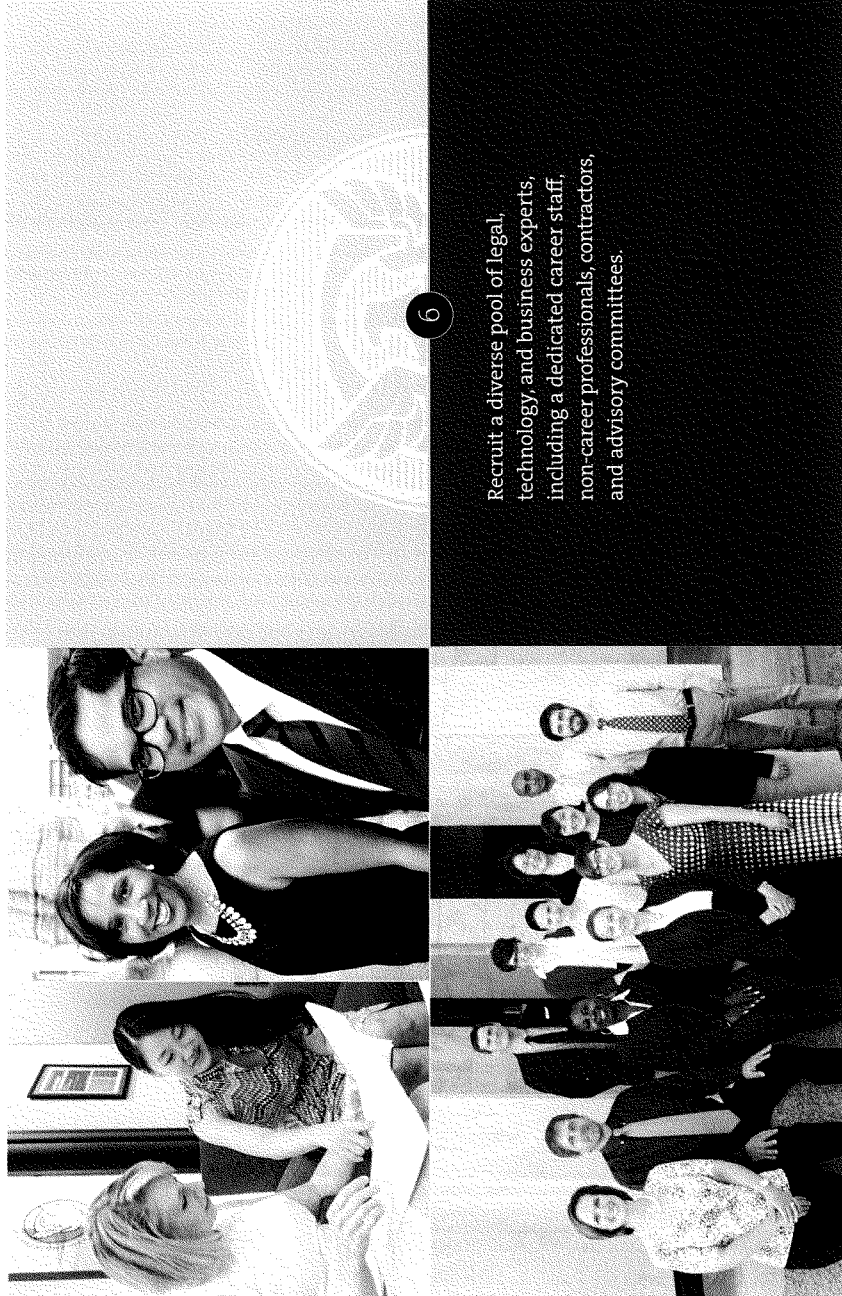 6
Recruit a diverse pool of legal,
technology, and business experts,
including a dedicated career staff,
non-career professionals, contractors,
and advisory committees.